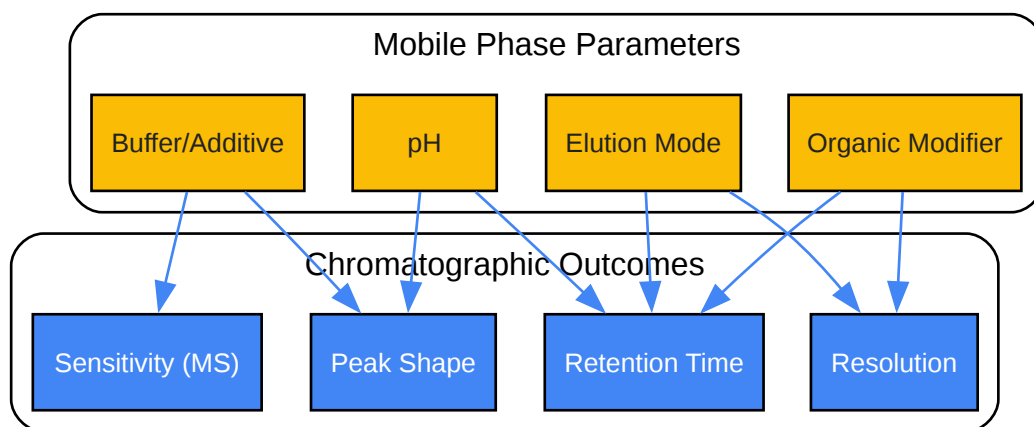 Mobile Phase Parameters
Buffer/Additive
pH
Elution Mode
Organic Modifier
Chromatographic Outcomes
Sensitivity (MS)
Peak Shape
Retention Time
Resolution